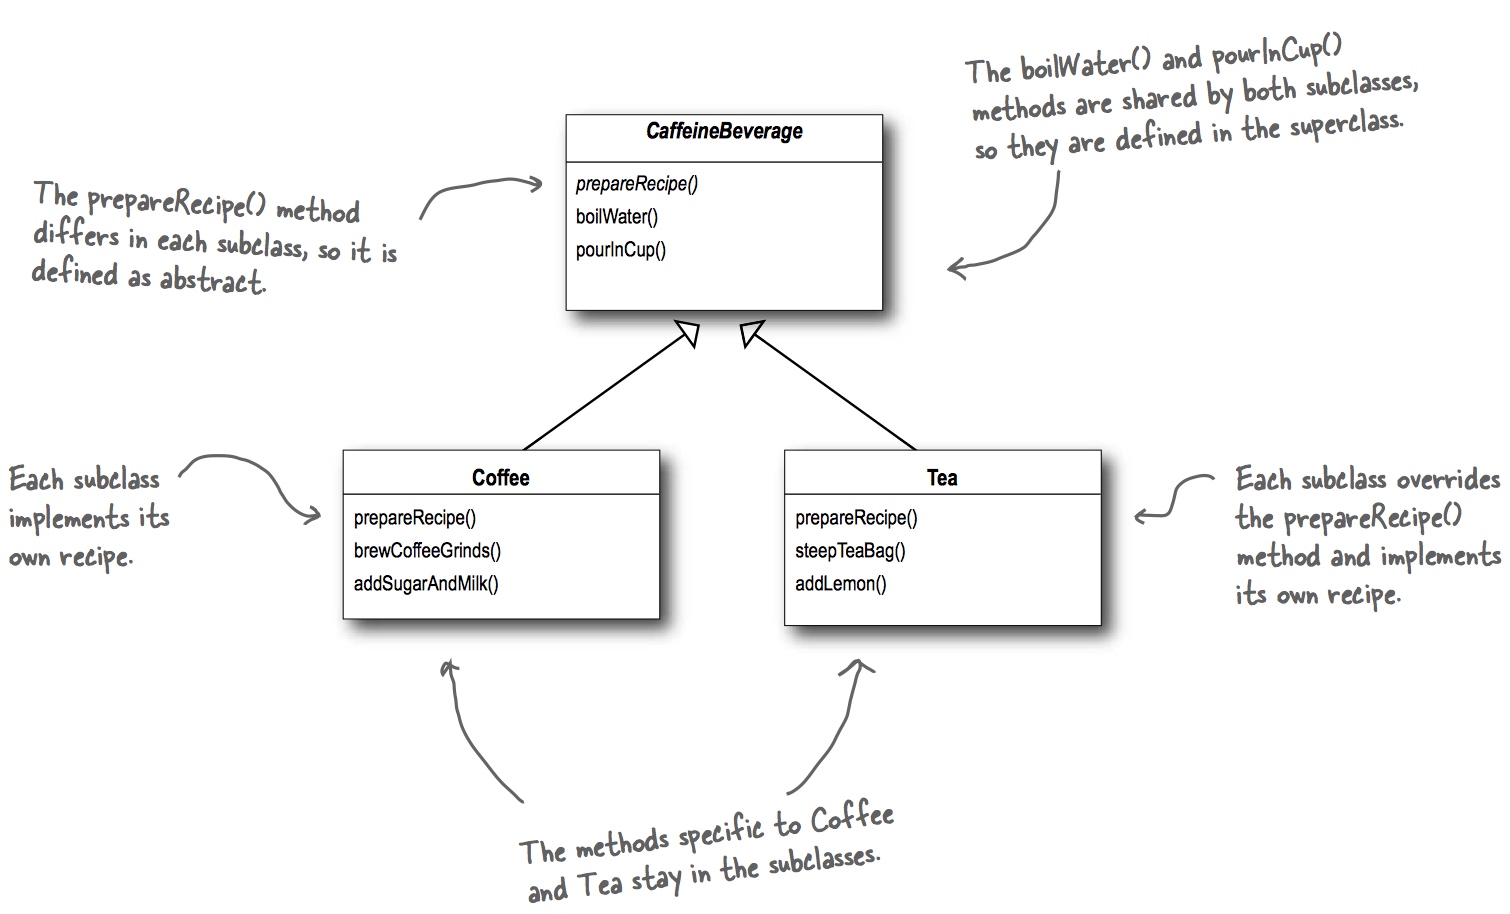 The boilWater() and pourInCup()
methods are shared by both subclasses,
so they are defined in the superclass.
CaffeineBeverage
prepareRecipe()
boilWater()
pourInCup()
The prepareRecipe() method
differs in each subclass, so it is
defined as abstract.
Each subclass
implements its
own recipe.
Coffee
prepareRecipe()
brewCoffeeGrinds()
addSugarAndMilk()
Tea
prepareRecipe()
steepTeaBag()
addLemon()
Each subclass overrides
the prepareRecipe()
method and implements
its own recipe.
The methods specific to Coffee
and Tea stay in the subclasses.